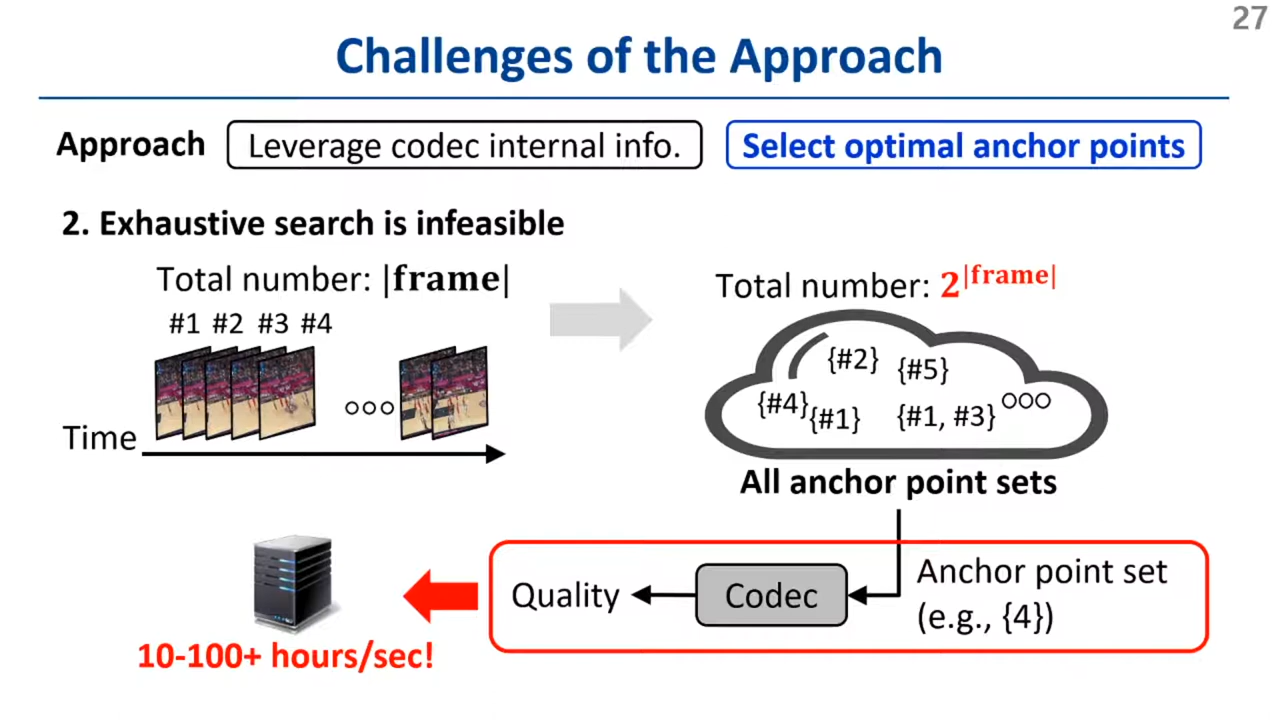 27
Challenges of the Approach
Approach
Leverage codec internal info.
Select optimal anchor points
2. Exhaustive search is infeasible
Total number: |frame|
#1 #2 #3 #4
Time
Total number: 2^|frame|
{#2} {#5}
{#4} {#1} {#1, #3}
All anchor point sets
Anchor point set
(e.g., {4})
Codec
Quality
10-100+ hours/sec!